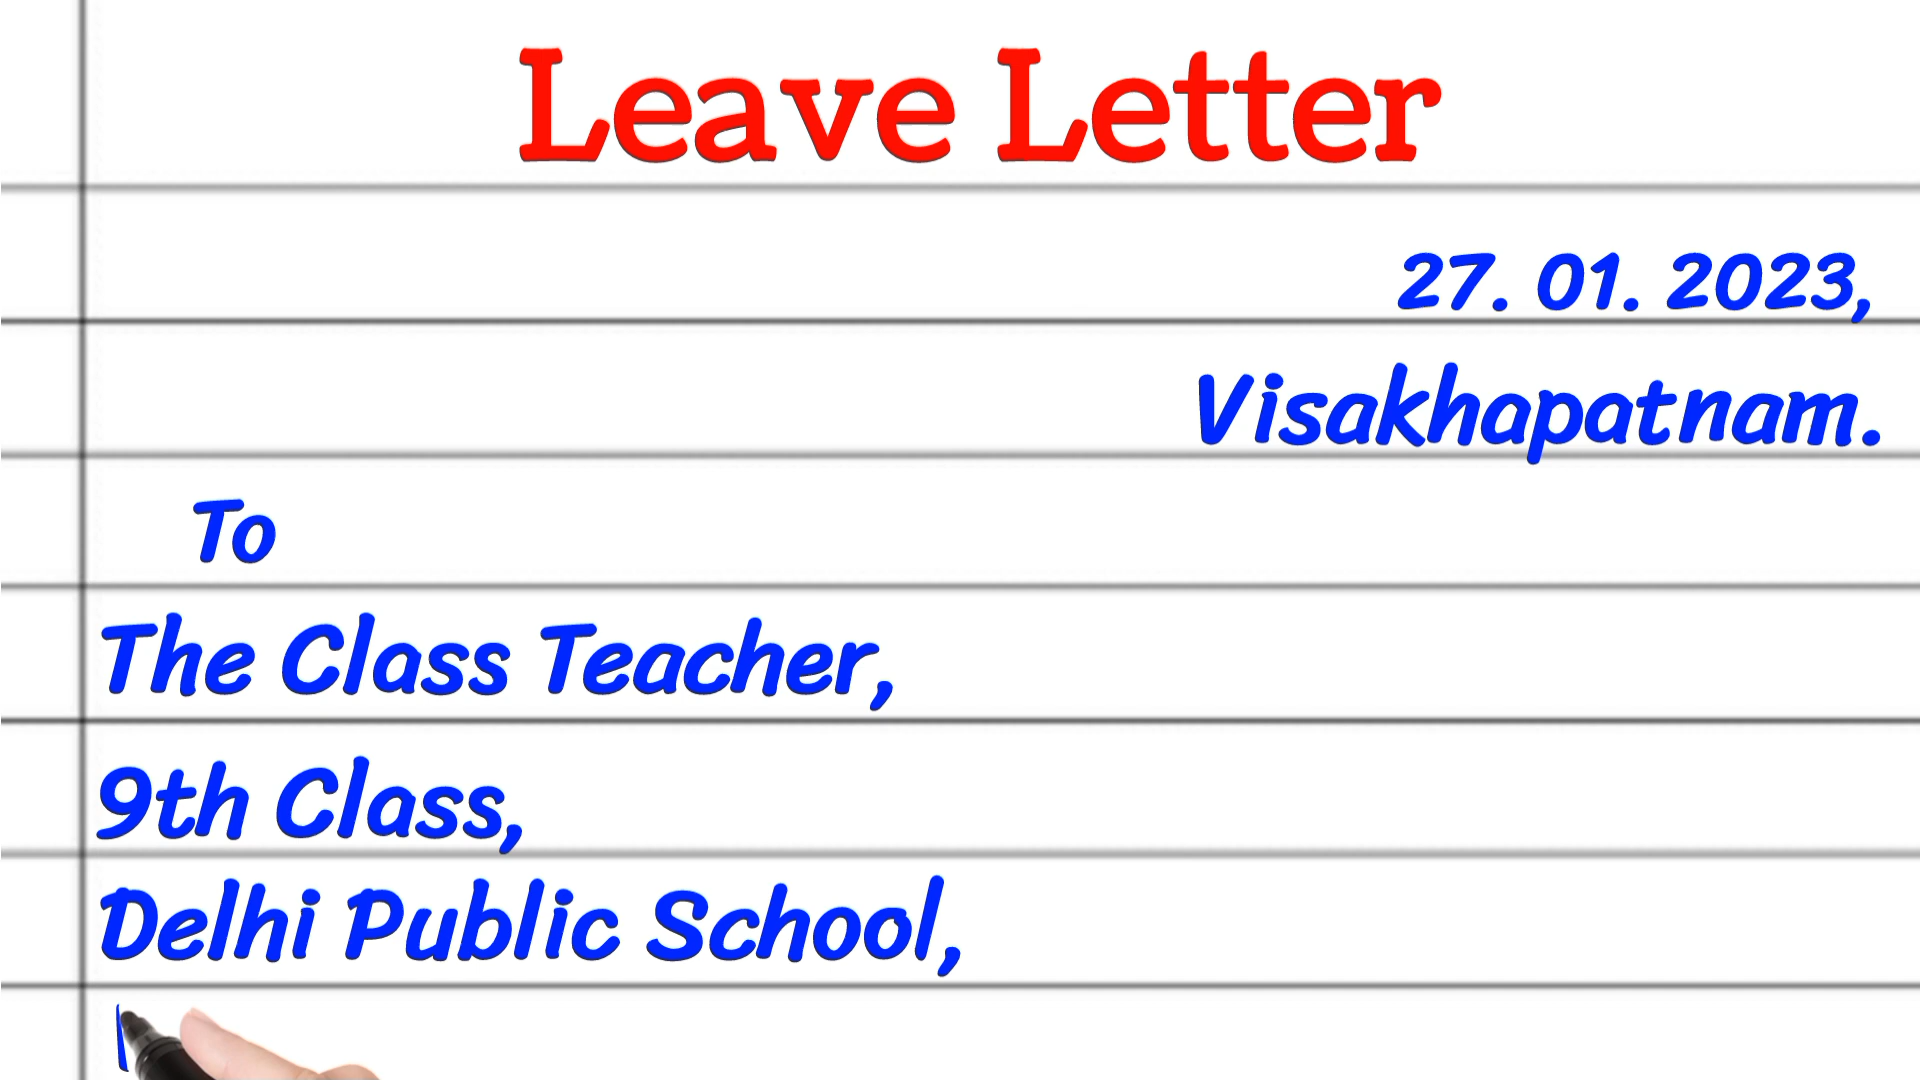 Leave Letter
27. 01. 2023,
Visakhapatnam.
To
The Class Teacher,
9th Class,
Delhi Public School,